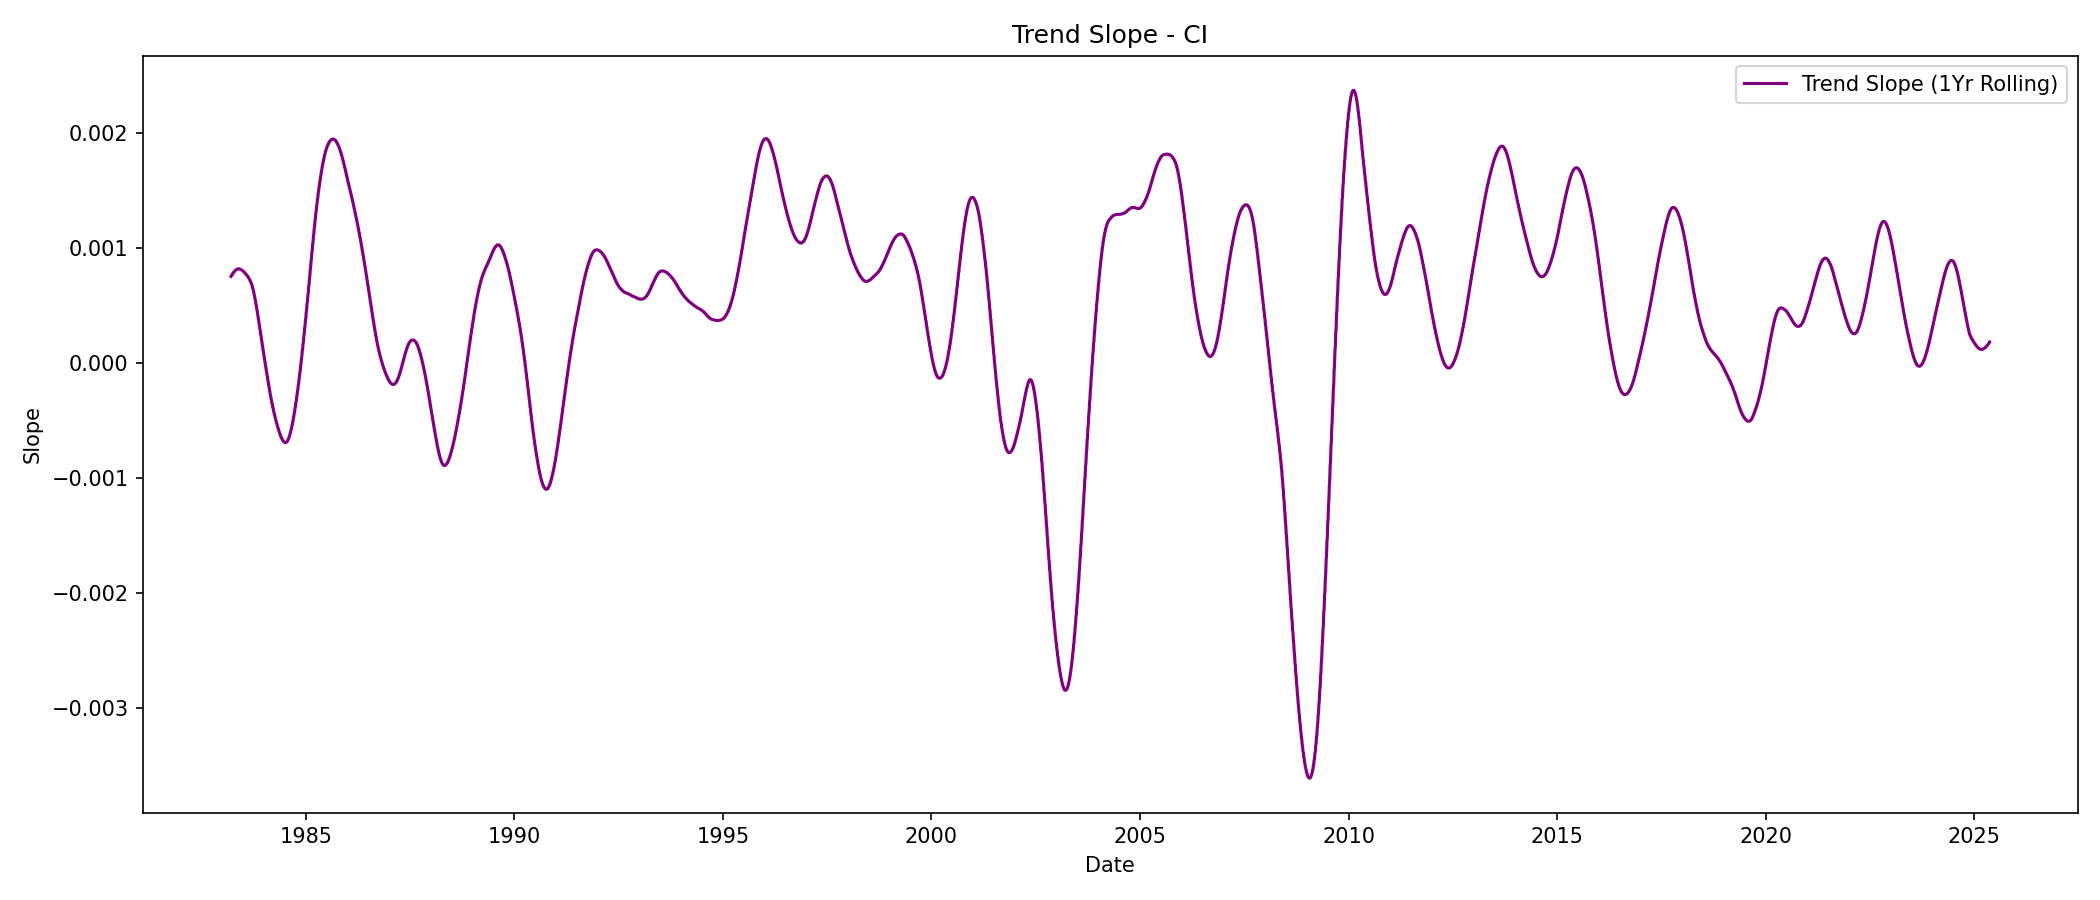 Trend Slope - CI
Trend Slope (1Yr Rolling)
0.002
0.001
0.000
−0.001
−0.002
−0.003
Slope
1985 1990 1995 2000 2005 2010 2015 2020 2025
Date